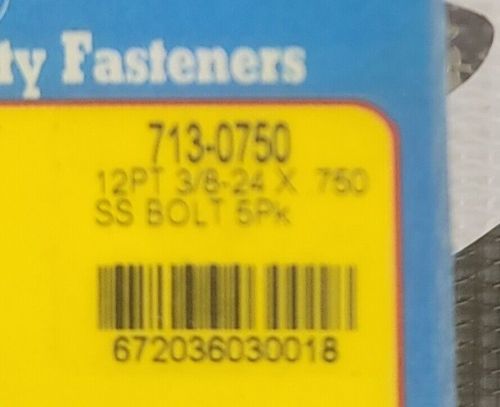 ty Fasteners
713-0750
12PT 3/8-24 X .750
SS BOLT 5Pk
672036030018